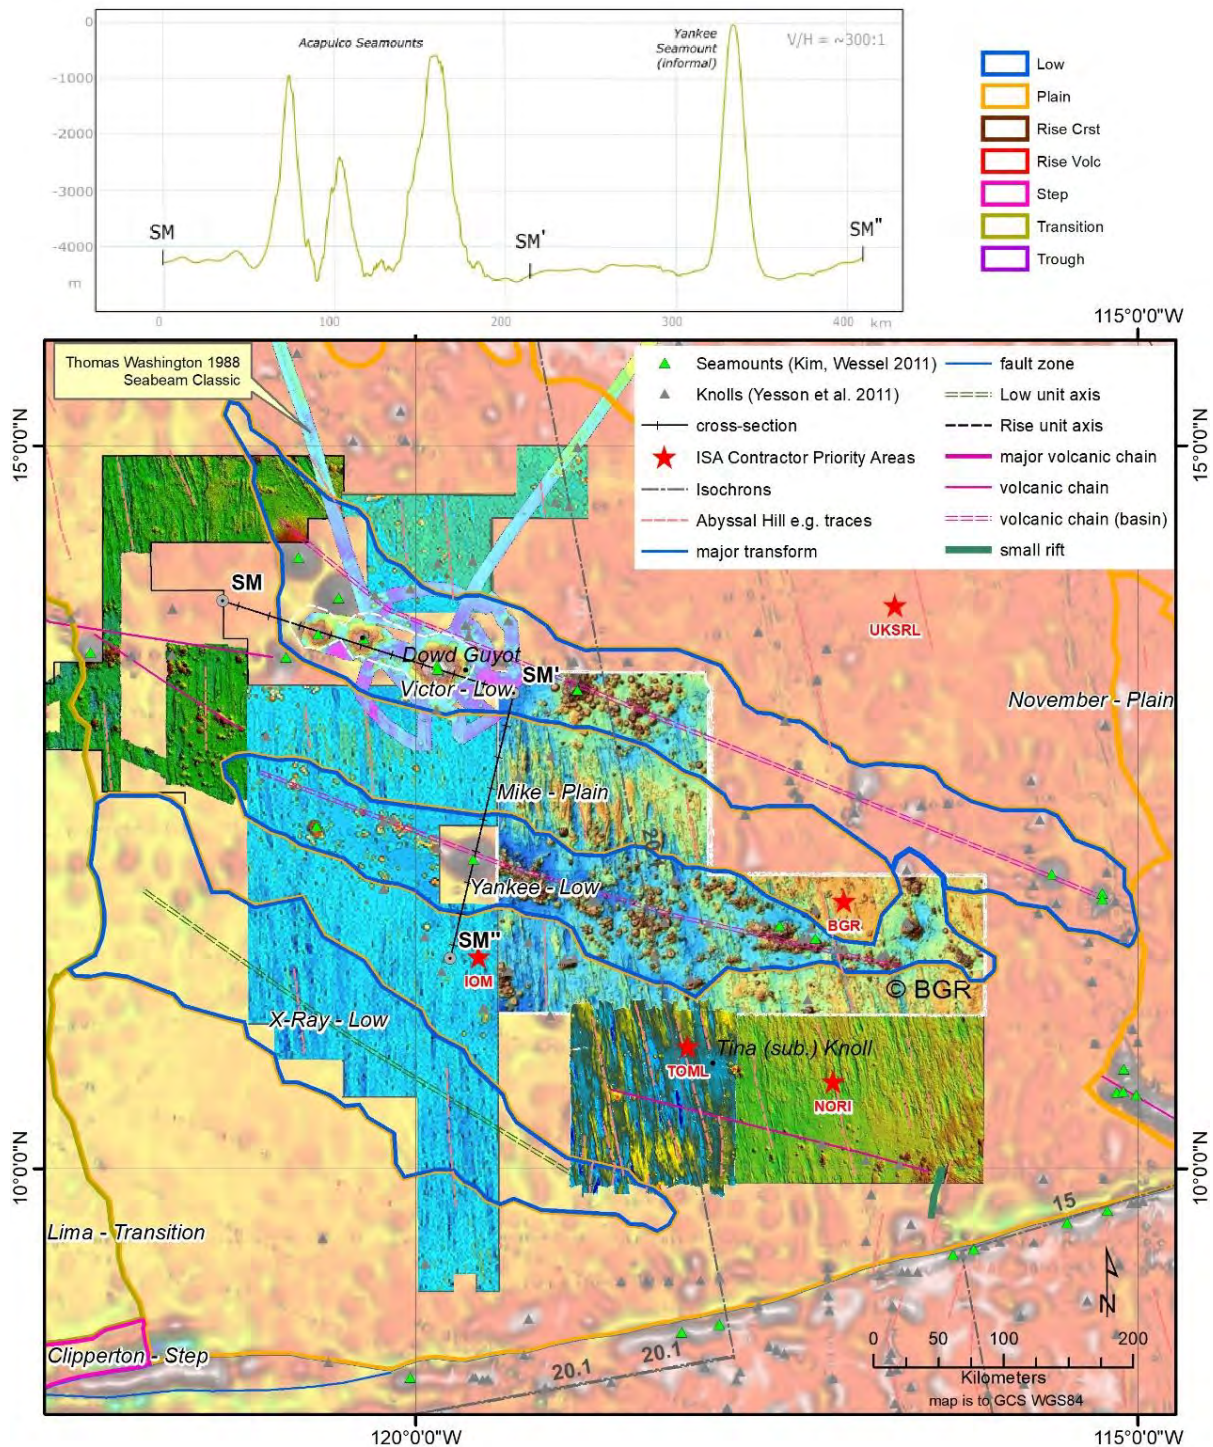 Acapulco Seamounts
Yankee
Seamount
(informal)
V/H = ~300:1
0
-1000
-2000
-3000
-4000
m
SM
SM'
SM"
0
100
200
300
400
km
Low
Plain
Rise Crst
Rise Volc
Step
Transition
Trough
115°0'0"W
Thomas Washington 1988
Seabeam Classic
Seamounts (Kim, Wessel 2011)
Knolls (Yesson et al. 2011)
cross-section
ISA Contractor Priority Areas
Isochrons
Abyssal Hill e.g. traces
major transform
fault zone
Low unit axis
Rise unit axis
major volcanic chain
volcanic chain
volcanic chain (basin)
small rift
15°0'0"N
15°0'0"N
SM
UKSRL
Dowd Guyot
SM'
Victor - Low
November - Plain
Mike - Plain
20
Yankee - Low
BGR
SM"
IOM
© BGR
X-Ray - Low
Tina (sub.) Knoll
TOML
NORI
10°0'0"N
10°0'0"N
15
Lima - Transition
N
Clipperton - Step
20.1
20.1
0 50 100 200
Kilometers
map is to GCS WGS84
120°0'0"W
115°0'0"W